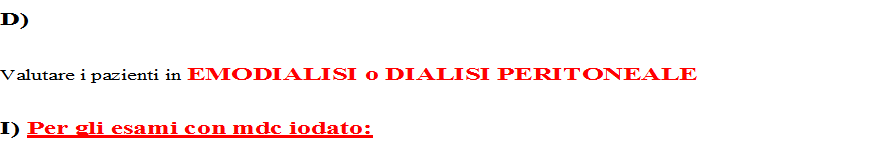 D)
Valutare i pazienti in EMODIALISI o DIALISI PERITONEALE
I) Per gli esami con mdc iodato: